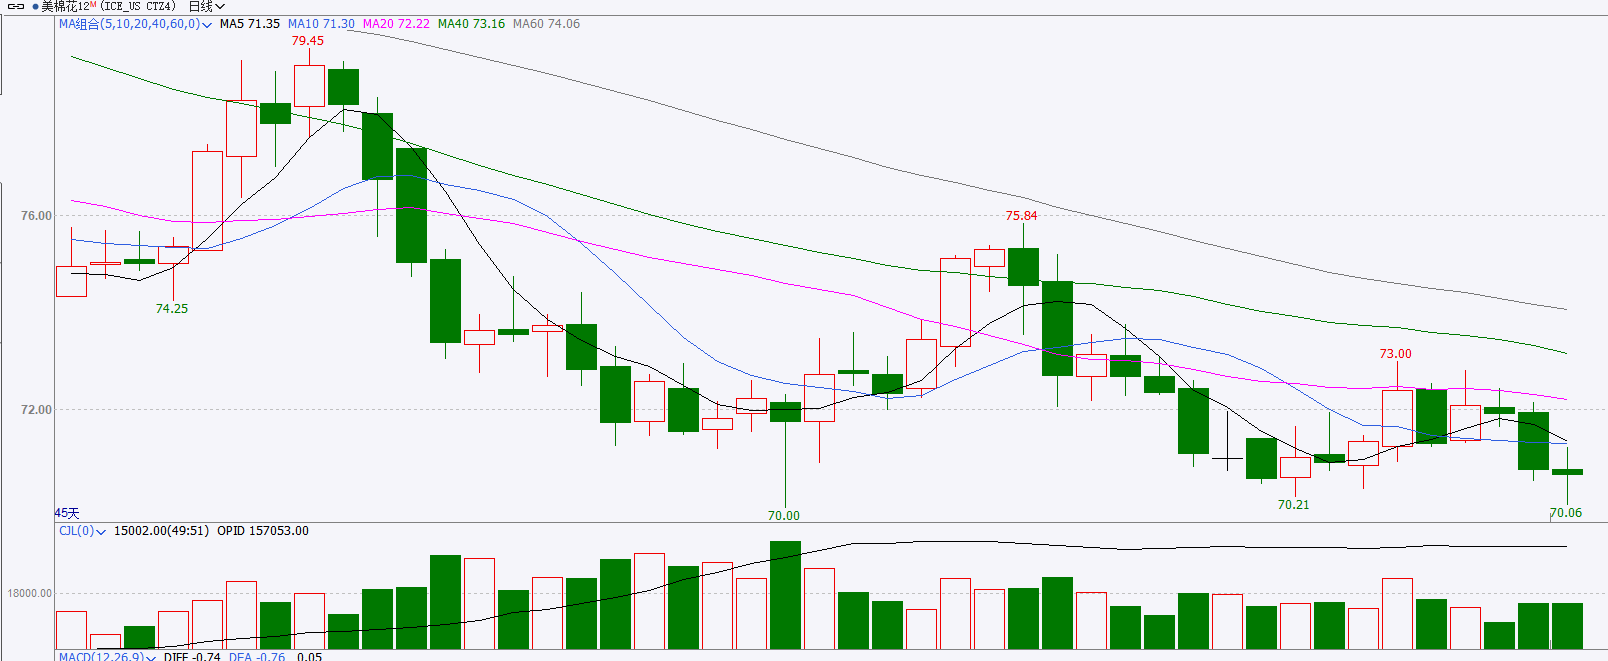 美棉花12M (ICE_US CTZ4) 日线
MA组合(5,10,20,40,60,0) MA5 71.35 MA10 71.30 MA20 72.22 MA40 73.16 MA60 74.06
79.45
76.00
75.84
74.25
73.00
72.00
70.21
45天
70.00
70.06
CJL(0) 15002.00(49:51) OPID 157053.00
18000.00
MACD(12,26,9) DIFF -0.74 DEA -0.76 0.05